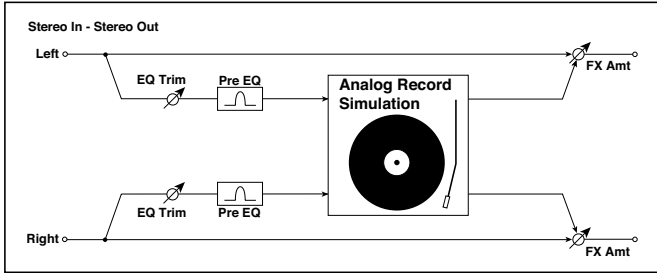 Stereo In - Stereo Out
Left
EQ Trim
Pre EQ
Analog Record
Simulation
FX Amt
EQ Trim
Pre EQ
Right
FX Amt